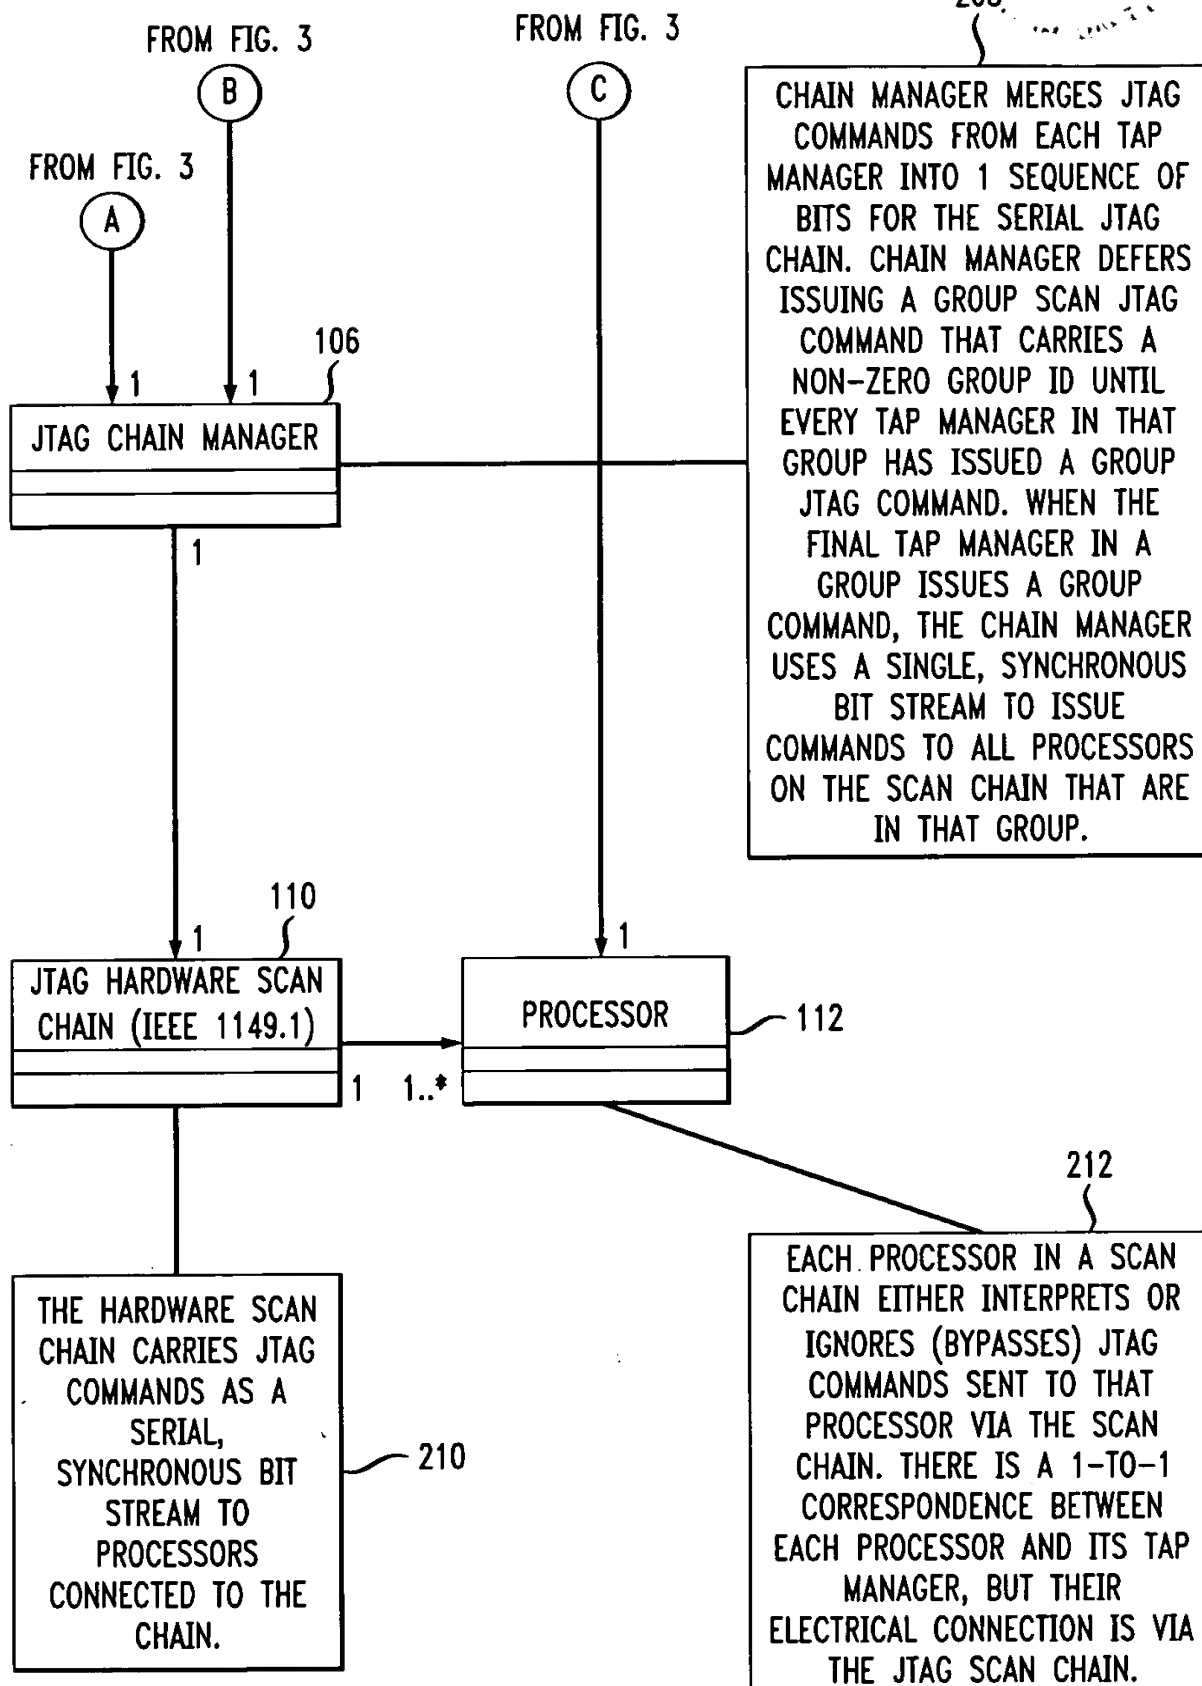 FROM FIG. 3
B
FROM FIG. 3
A
FROM FIG. 3
C
CHAIN MANAGER MERGES JTAG
COMMANDS FROM EACH TAP
MANAGER INTO 1 SEQUENCE OF
BITS FOR THE SERIAL JTAG
CHAIN. CHAIN MANAGER DEFERS
ISSUING A GROUP SCAN JTAG
COMMAND THAT CARRIES A
NON-ZERO GROUP ID UNTIL
EVERY TAP MANAGER IN THAT
GROUP HAS ISSUED A GROUP
JTAG COMMAND. WHEN THE
FINAL TAP MANAGER IN A
GROUP ISSUES A GROUP
COMMAND, THE CHAIN MANAGER
USES A SINGLE, SYNCHRONOUS
BIT STREAM TO ISSUE
COMMANDS TO ALL PROCESSORS
ON THE SCAN CHAIN THAT ARE
IN THAT GROUP.
106
1
1
JTAG CHAIN MANAGER
1
110
1
JTAG HARDWARE SCAN
CHAIN (IEEE 1149.1)
1
1..*
1
PROCESSOR
112
THE HARDWARE SCAN
CHAIN CARRIES JTAG
COMMANDS AS A
SERIAL,
SYNCHRONOUS BIT
STREAM TO
PROCESSORS
CONNECTED TO THE
CHAIN.
210
212
EACH PROCESSOR IN A SCAN
CHAIN EITHER INTERPRETS OR
IGNORES (BYPASSES) JTAG
COMMANDS SENT TO THAT
PROCESSOR VIA THE SCAN
CHAIN. THERE IS A 1-TO-1
CORRESPONDENCE BETWEEN
EACH PROCESSOR AND ITS TAP
MANAGER, BUT THEIR
ELECTRICAL CONNECTION IS VIA
THE JTAG SCAN CHAIN.